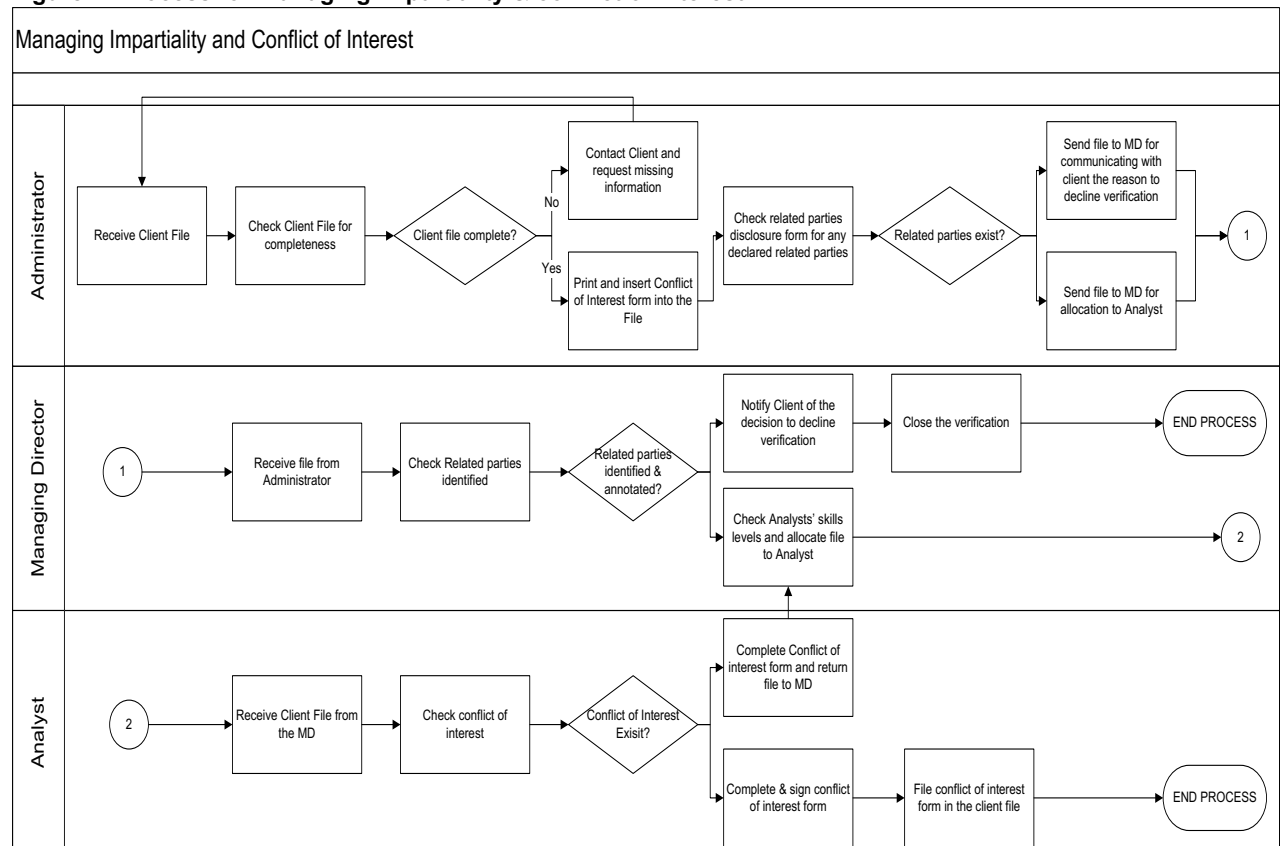 Managing Impartiality and Conflict of Interest
Administrator
Receive Client File
Check Client File for
completeness
Client file complete?
No
Yes
Contact Client and
request missing
information
Print and insert Conflict
of Interest form into the
File
Check related parties
disclosure form for any
declared related parties
Related parties exist?
Send file to MD for
communicating with
client the reason to
decline verification
Send file to MD for
allocation to Analyst
1
Managing Director
1
Receive file from
Administrator
Check Related parties
identified
Related parties
identified &
annotated?
Notify Client of the
decision to decline
verification
Close the verification
END PROCESS
Check Analysts' skills
levels and allocate file
to Analyst
2
Analyst
2
Receive Client File from
the MD
Check conflict of
interest
Conflict of Interest
Exisit?
Complete Conflict of
interest form and return
file to MD
Complete & sign conflict
of interest form
File conflict of interest
form in the client file
END PROCESS